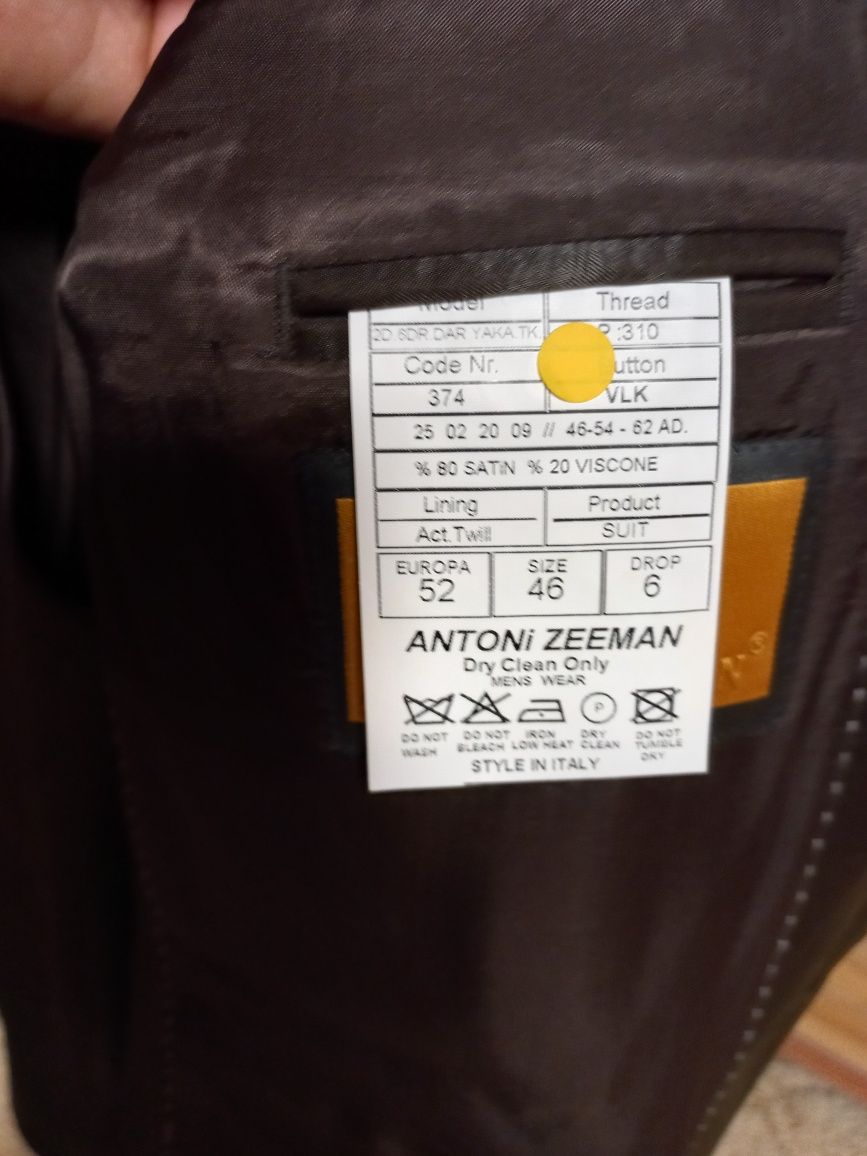 Model Thread
2D.6DR.DAR YAKA.TK. P.:310
Code Nr. utton
374 VLK
25 02 20 09 // 46-54 - 62 AD.
% 80 SATİN % 20 VISCONE
Lining Product
Act.Twill SUIT
EUROPA SIZE DROP
52 46 6
ANTONi ZEEMAN
Dry Clean Only
MENS WEAR
P
DO NOT WASH DO NOT BLEACH IRON LOW HEAT DRY CLEAN DO NOT TUMBLE DRY
STYLE IN ITALY
V®